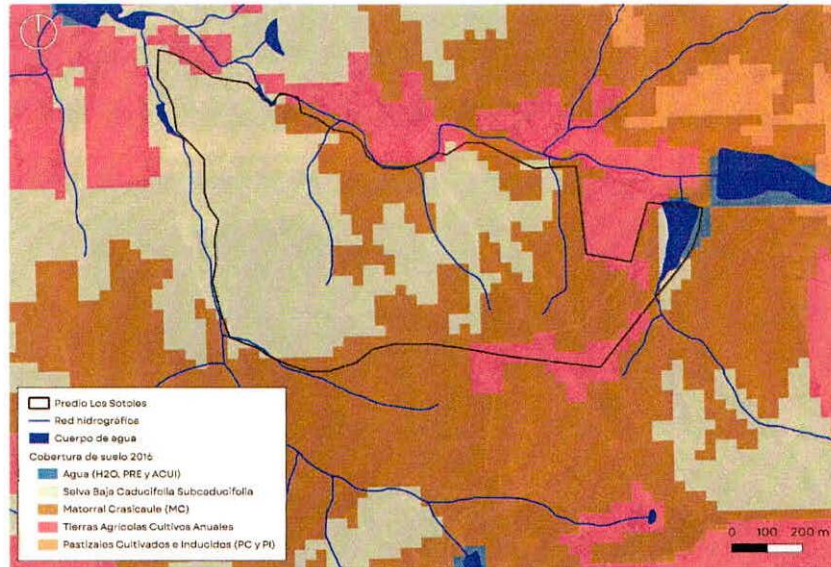 Predio Los Sotoles
Red hidrográfica
Cuerpo de agua
Cobertura de suelo 2016
Agua (H2O, PRE y ACUI)
Selva Baja Caducifolia Subcaducifolia
Matorral Crasicaule (MC)
Tierras Agrícolas Cultivos Anuales
Pastizales Cultivados e Inducidos (PC y PI)
0 100 200 m